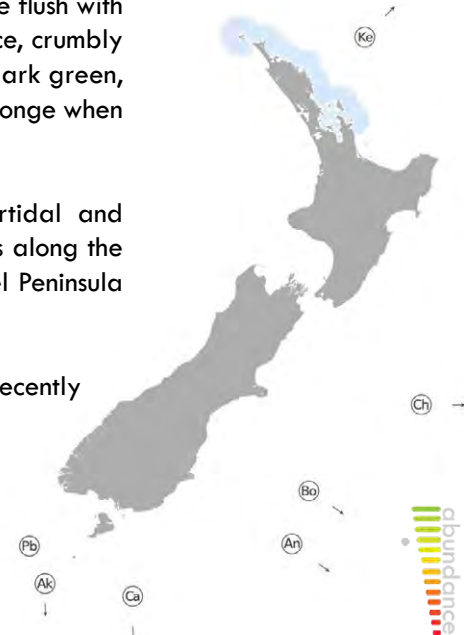 e flush with
ce, crumbly
ark green,
onge when
rtidal and
s along the
el Peninsula
ecently
Ke
Ch
Bo
An
Pb
Ak
Ca
abundance